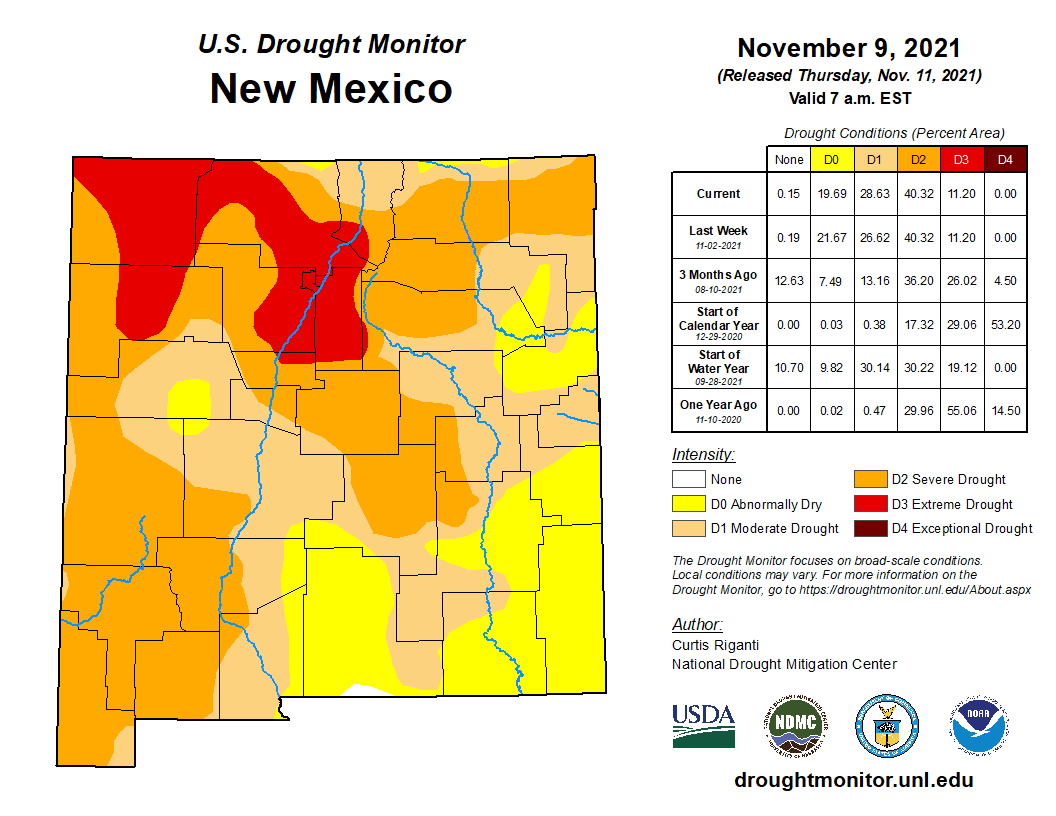 U.S. Drought Monitor
New Mexico
November 9, 2021
(Released Thursday, Nov. 11, 2021)
Valid 7 a.m. EST
Drought Conditions (Percent Area)
None D0 D1 D2 D3 D4
Current 0.15 19.69 28.63 40.32 11.20 0.00
Last Week
11-02-2021 0.19 21.67 26.62 40.32 11.20 0.00
3 Months Ago
08-10-2021 12.63 7.49 13.16 36.20 26.02 4.50
Start of
Calendar Year
12-29-2020 0.00 0.03 0.38 17.32 29.06 53.20
Start of
Water Year
09-28-2021 10.70 9.82 30.14 30.22 19.12 0.00
One Year Ago
11-10-2020 0.00 0.02 0.47 29.96 55.06 14.50
Intensity:
None
D0 Abnormally Dry
D1 Moderate Drought
D2 Severe Drought
D3 Extreme Drought
D4 Exceptional Drought
The Drought Monitor focuses on broad-scale conditions.
Local conditions may vary. For more information on the
Drought Monitor, go to https://droughtmonitor.unl.edu/About.aspx
Author:
Curtis Riganti
National Drought Mitigation Center
USDA
NDMC
NOAA
droughtmonitor.unl.edu